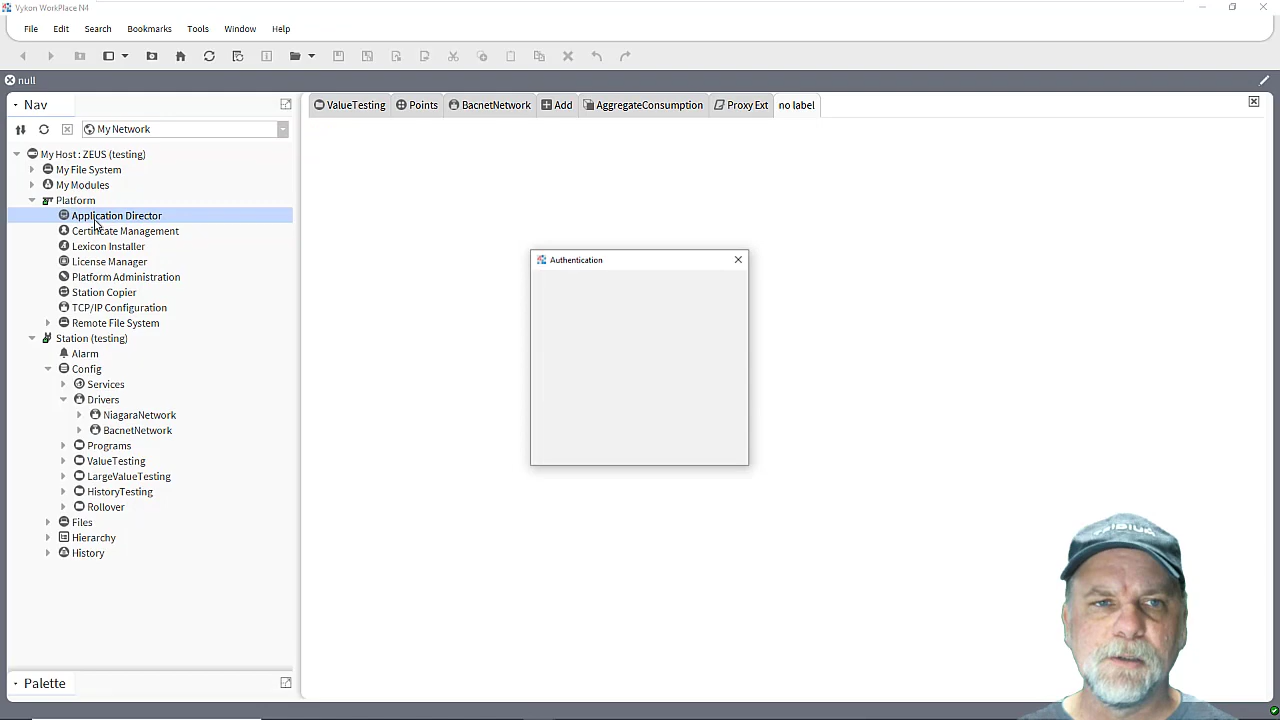 Vykon WorkPlace N4
File Edit Search Bookmarks Tools Window Help
null
Nav
My Network
My Host : ZEUS (testing)
My File System
My Modules
Platform
Application Director
Certificate Management
Lexicon Installer
License Manager
Platform Administration
Station Copier
TCP/IP Configuration
Remote File System
Station (testing)
Alarm
Config
Services
Drivers
NiagaraNetwork
BacnetNetwork
Programs
ValueTesting
LargeValueTesting
HistoryTesting
Rollover
Files
Hierarchy
History
Palette
ValueTesting Points BacnetNetwork Add AggregateConsumption Proxy Ext no label
Authentication